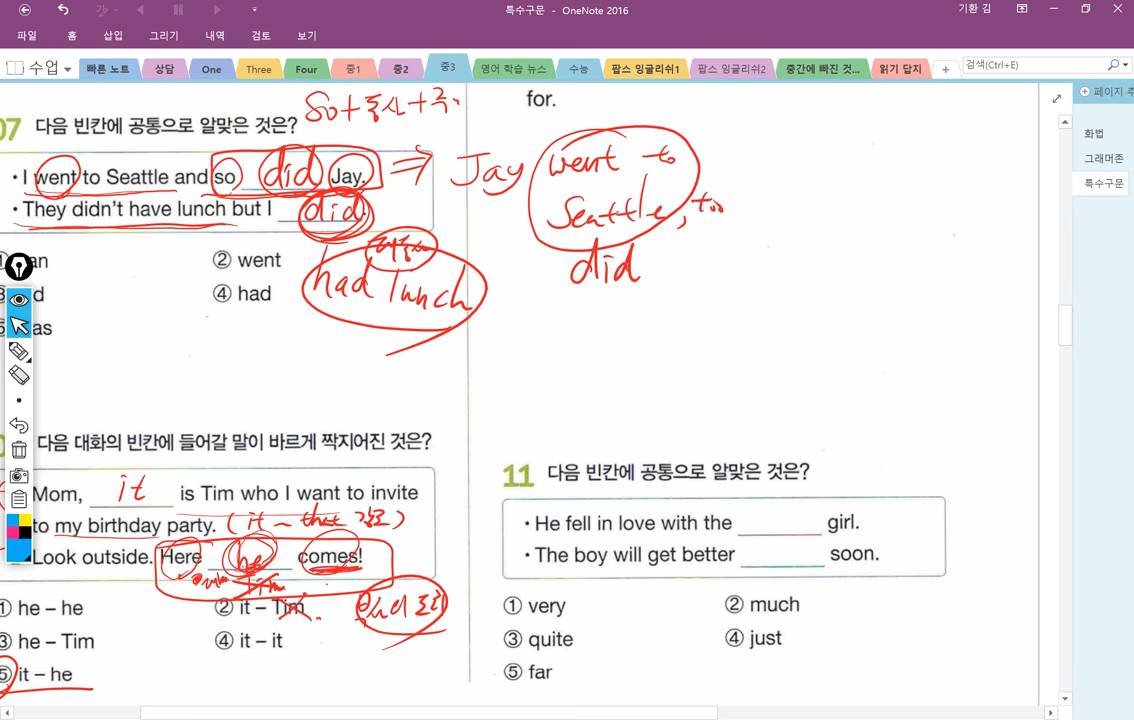 특수구문 - OneNote 2016
기환 김
파일 홈 삽입 그리기 내역 검토 보기
수업 빠른 노트 상담 One Three Four 중1 중2 중3 영어 학습 뉴스 수능 팝스 잉글리쉬1 팝스 잉글리쉬2 중간에 빠진 것... 읽기 답지 + 검색(Ctrl+E)
페이지 추
화법
그래머존
특수구문
So + 동사 + 주
07 다음 빈칸에 공통으로 알맞은 것은?
• I went to Seattle and so did Jay.
• They didn't have lunch but I did.
⇒ Jay went to
Seattle, too
did
had lunch
② went
④ had
as
다음 대화의 빈칸에 들어갈 말이 바르게 짝지어진 것은?
Mom, it is Tim who I want to invite
to my birthday party. (it ~ that 강조)
Look outside. Here he comes!
Tim
① he – he
② it – Tim
③ he – Tim
④ it – it
⑤ it – he
for.
11 다음 빈칸에 공통으로 알맞은 것은?
• He fell in love with the ______ girl.
• The boy will get better ______ soon.
① very
② much
③ quite
④ just
⑤ far